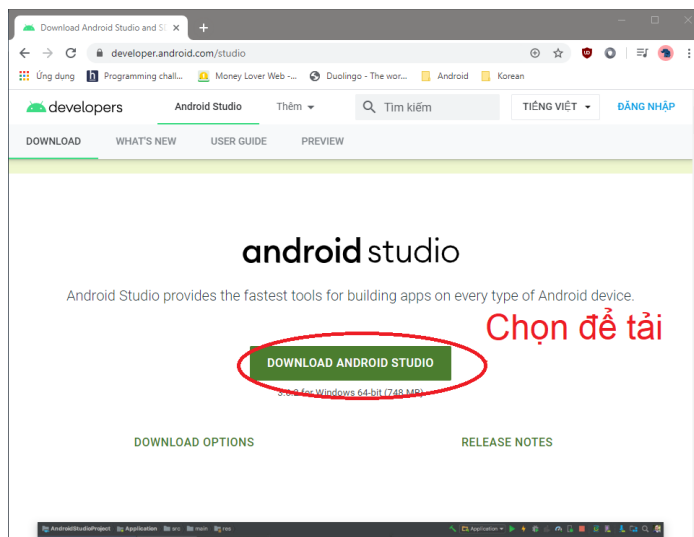 Download Android Studio and SD
developer.android.com/studio
Ứng dụng Programming chall... Money Lover Web -... Duolingo - The wor... Android Korean
developers Android Studio Thêm Tìm kiếm TIẾNG VIỆT ĐĂNG NHẬP
DOWNLOAD WHAT'S NEW USER GUIDE PREVIEW
android studio
Android Studio provides the fastest tools for building apps on every type of Android device.
Chọn để tải
DOWNLOAD ANDROID STUDIO
for Windows 64-bit (748 MB)
DOWNLOAD OPTIONS RELEASE NOTES
AndroidStudioProject Application src main res Application